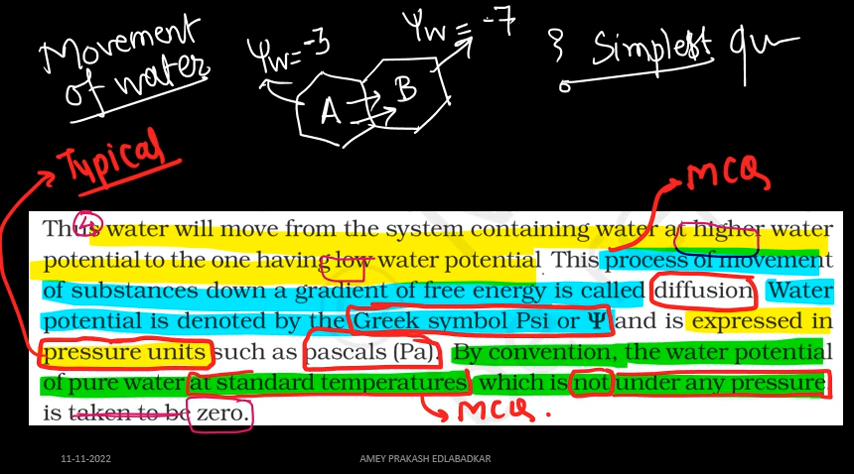 Movement
of water
Ψw = -3
Ψw = -7
A
B
} Simplest qu
Typical
MCQ
4
Thus water will move from the system containing water at higher water
potential to the one having low water potential. This process of movement
of substances down a gradient of free energy is called diffusion. Water
potential is denoted by the Greek symbol Psi or Ψ and is expressed in
pressure units such as pascals (Pa). By convention, the water potential
of pure water at standard temperatures, which is not under any pressure,
is taken to be zero.
MCQ.
11-11-2022
AMEY PRAKASH EDLABADKAR